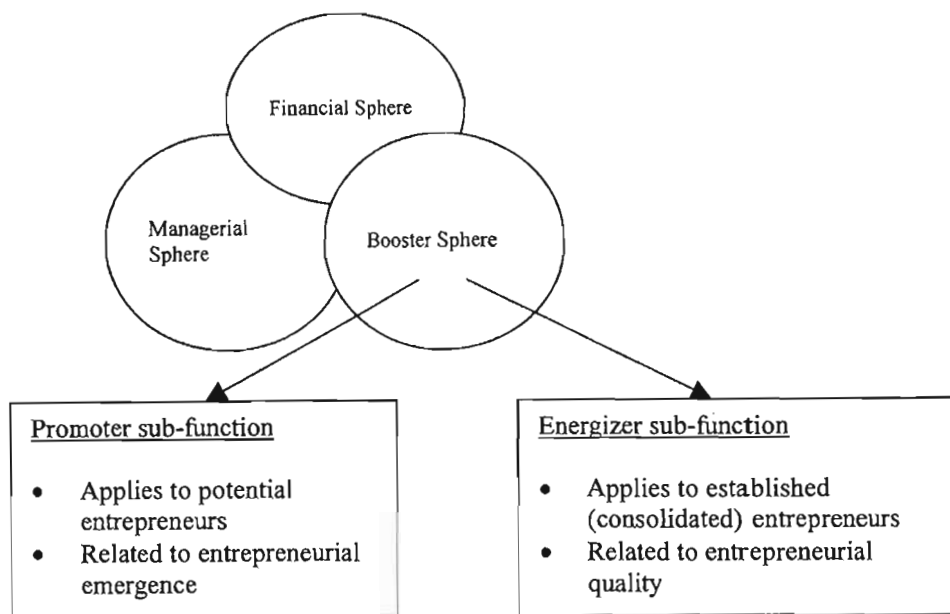 Financial Sphere
Managerial
Sphere
Booster Sphere
Promoter sub-function
• Applies to potential
entrepreneurs
• Related to entrepreneurial
emergence
Energizer sub-function
• Applies to established
(consolidated) entrepreneurs
• Related to entrepreneurial
quality